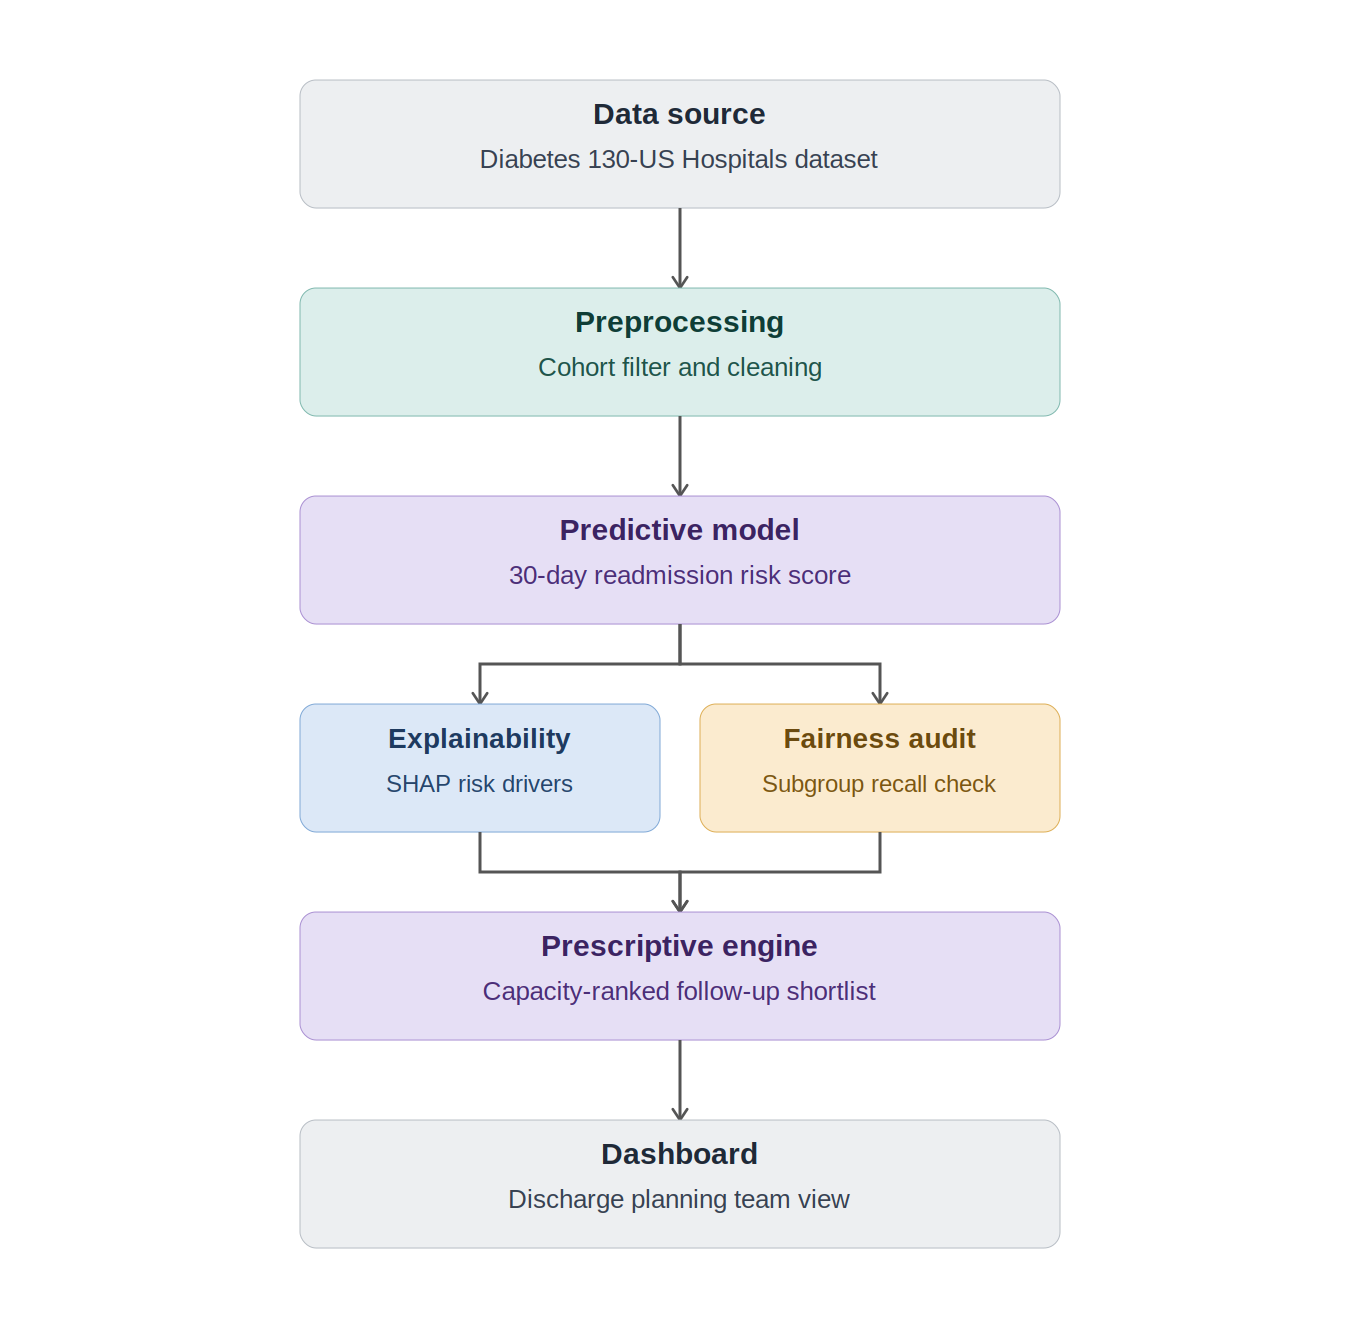 Data source
Diabetes 130-US Hospitals dataset
Preprocessing
Cohort filter and cleaning
Predictive model
30-day readmission risk score
Explainability
SHAP risk drivers
Fairness audit
Subgroup recall check
Prescriptive engine
Capacity-ranked follow-up shortlist
Dashboard
Discharge planning team view